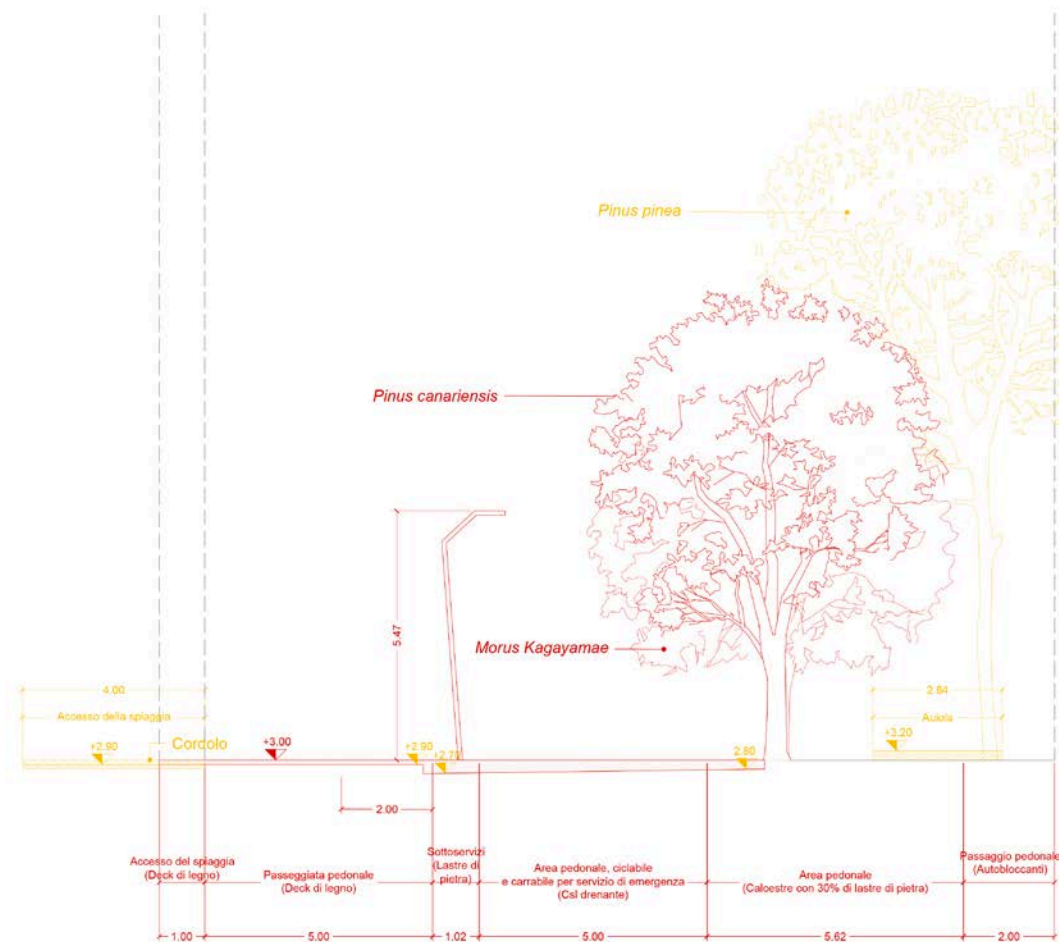 Pinus pinea
Pinus canariensis
5.47
Morus Kagayamae
4.00
Accesso della spiaggia
2.64
+2.90
Cordolo
+3.00
+2.90
2.80
+3.20
2.00
Accesso del spiaggia
(Deck di legno)
Passeggiata pedonale
(Deck di legno)
Sottoservizi
(Lastre di
pietra)
Area pedonale, ciclabile
e carrabile per servizio di emergenza
(Csl drenante)
Area pedonale
(Calcestre con 30% di lastre di pietra)
Passaggio pedonale
(Autobloccanti)
1.00
5.00
1.02
5.00
5.62
2.00